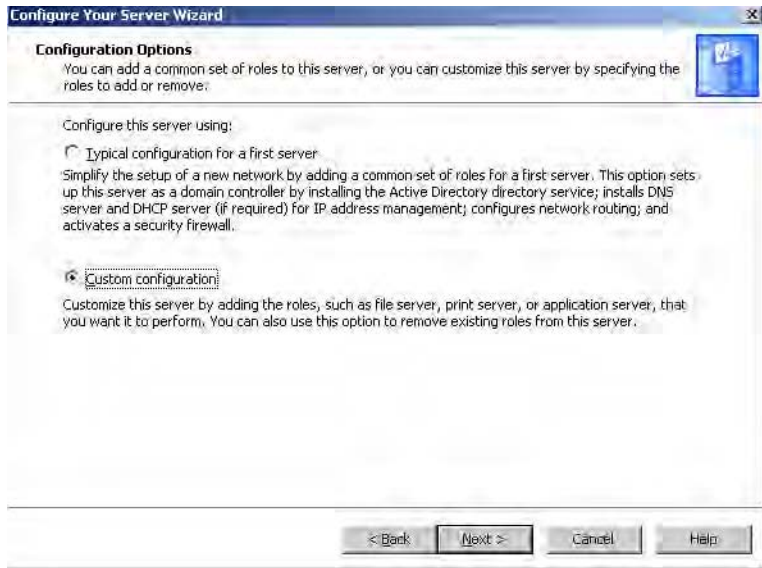 Configure Your Server Wizard
Configuration Options
You can add a common set of roles to this server, or you can customize this server by specifying the
roles to add or remove.
Configure this server using:
Typical configuration for a first server
Simplify the setup of a new network by adding a common set of roles for a first server. This option sets
up this server as a domain controller by installing the Active Directory directory service; installs DNS
server and DHCP server (if required) for IP address management; configures network routing; and
activates a security firewall.
Custom configuration
Customize this server by adding the roles, such as file server, print server, or application server, that
you want it to perform. You can also use this option to remove existing roles from this server.
< Back
Next >
Cancel
Help